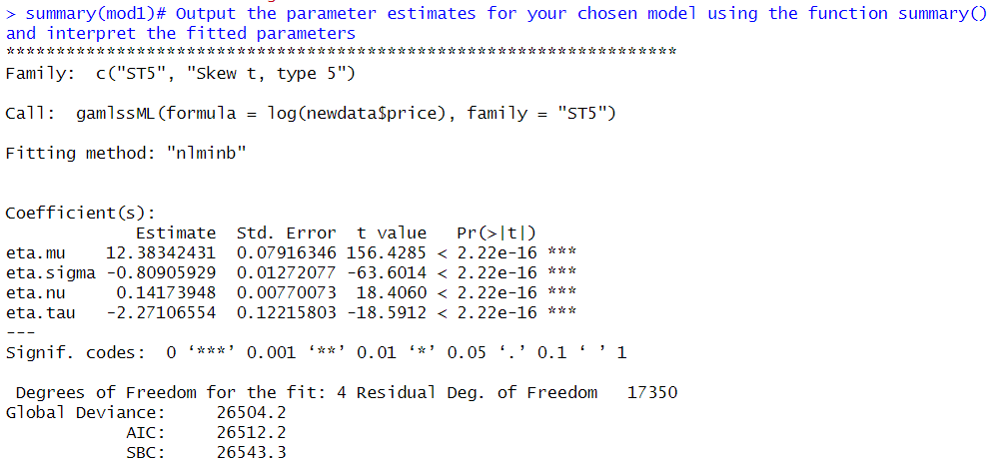 > summary(mod1)# Output the parameter estimates for your chosen model using the function summary()
and interpret the fitted parameters
*******************************************************************
Family:  c("ST5", "Skew t, type 5")
Call:  gamlssML(formula = log(newdata$price), family = "ST5")
Fitting method: "nlminb"
Coefficient(s):
             Estimate  Std. Error  t value   Pr(>|t|)
eta.mu    12.38342431  0.07916346 156.4285 < 2.22e-16 ***
eta.sigma -0.80905929  0.01272077 -63.6014 < 2.22e-16 ***
eta.nu     0.14173948  0.00770073  18.4060 < 2.22e-16 ***
eta.tau   -2.27106554  0.12215803 -18.5912 < 2.22e-16 ***
---
Signif. codes:  0 ‘***’ 0.001 ‘**’ 0.01 ‘*’ 0.05 ‘.’ 0.1 ‘ ’ 1
 Degrees of Freedom for the fit: 4 Residual Deg. of Freedom   17350
Global Deviance:     26504.2
            AIC:     26512.2
            SBC:     26543.3